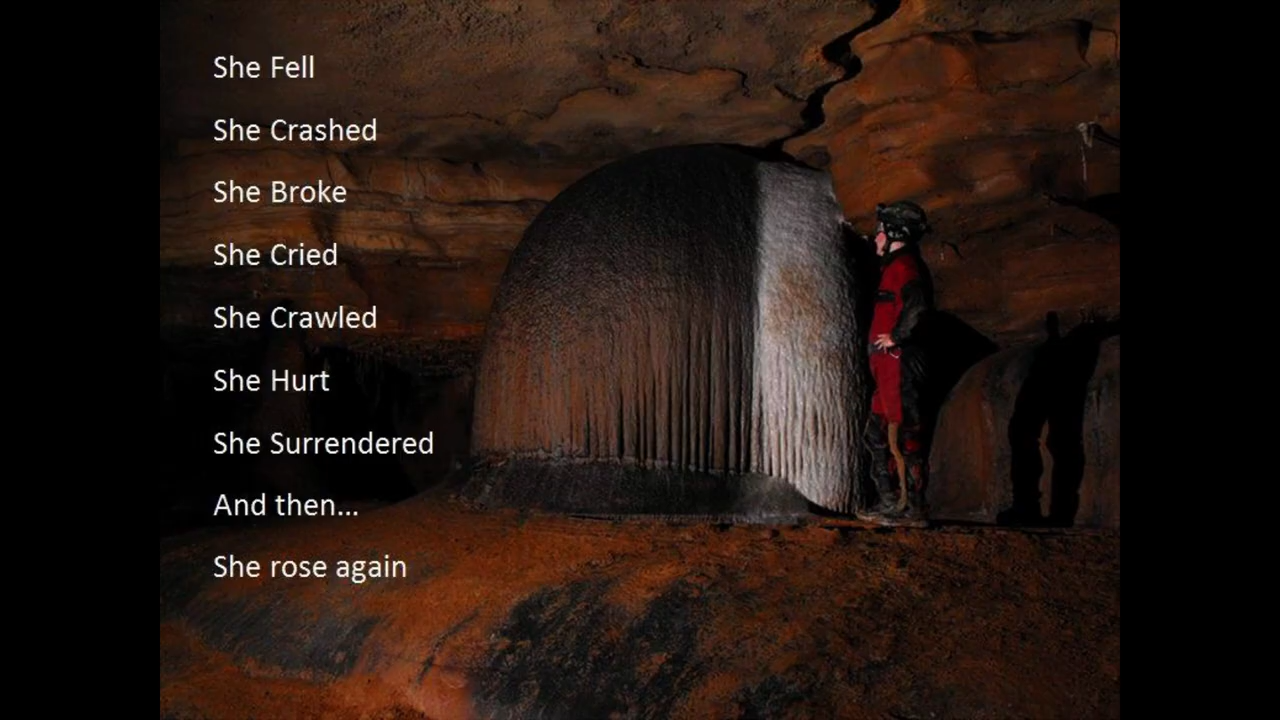 She Fell
She Crashed
She Broke
She Cried
She Crawled
She Hurt
She Surrendered
And then...
She rose again